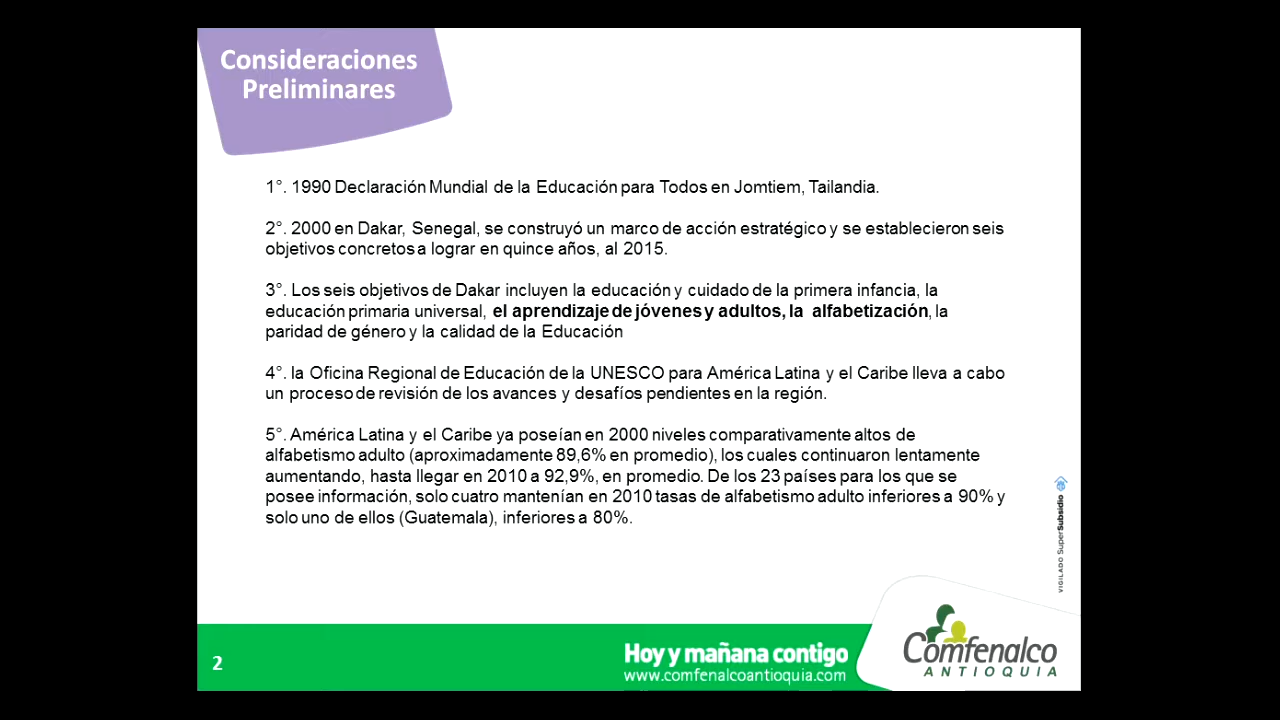 Consideraciones
Preliminares
1°. 1990 Declaración Mundial de la Educación para Todos en Jomtiem, Tailandia.
2°. 2000 en Dakar, Senegal, se construyó un marco de acción estratégico y se establecieron seis
objetivos concretos a lograr en quince años, al 2015.
3°. Los seis objetivos de Dakar incluyen la educación y cuidado de la primera infancia, la
educación primaria universal, el aprendizaje de jóvenes y adultos, la alfabetización, la
paridad de género y la calidad de la Educación
4°. la Oficina Regional de Educación de la UNESCO para América Latina y el Caribe lleva a cabo
un proceso de revisión de los avances y desafíos pendientes en la región.
5°. América Latina y el Caribe ya poseían en 2000 niveles comparativamente altos de
alfabetismo adulto (aproximadamente 89,6% en promedio), los cuales continuaron lentamente
aumentando, hasta llegar en 2010 a 92,9%, en promedio. De los 23 países para los que se
posee información, solo cuatro mantenían en 2010 tasas de alfabetismo adulto inferiores a 90% y
solo uno de ellos (Guatemala), inferiores a 80%.
VIGILADO SuperSubsidio
2
Hoy y mañana contigo
www.comfenalcoantioquia.com
Comfenalco
ANTIOQUIA